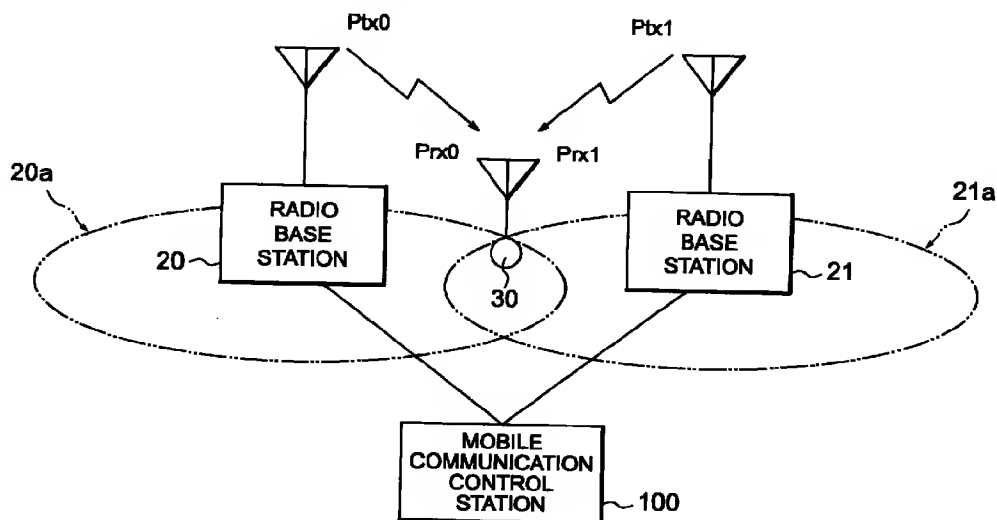 Ptx0
Ptx1
Prx0
Prx1
20a
21a
RADIO
BASE
STATION
20
RADIO
BASE
STATION
21
30
MOBILE
COMMUNICATION
CONTROL
STATION
100